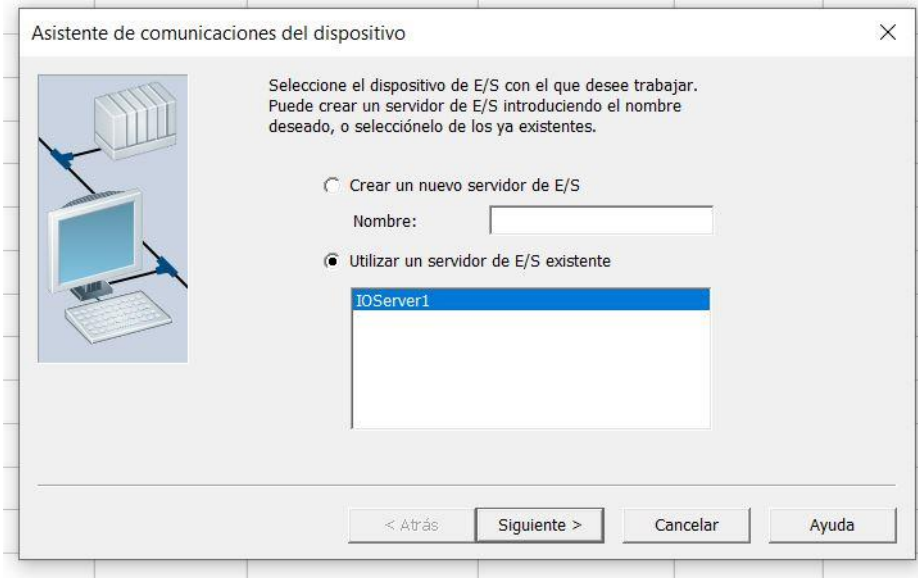 Asistente de comunicaciones del dispositivo
Seleccione el dispositivo de E/S con el que desee trabajar.
Puede crear un servidor de E/S introduciendo el nombre
deseado, o selecciónelo de los ya existentes.
Crear un nuevo servidor de E/S
Nombre:
Utilizar un servidor de E/S existente
IOServer1
< Atrás Siguiente > Cancelar Ayuda